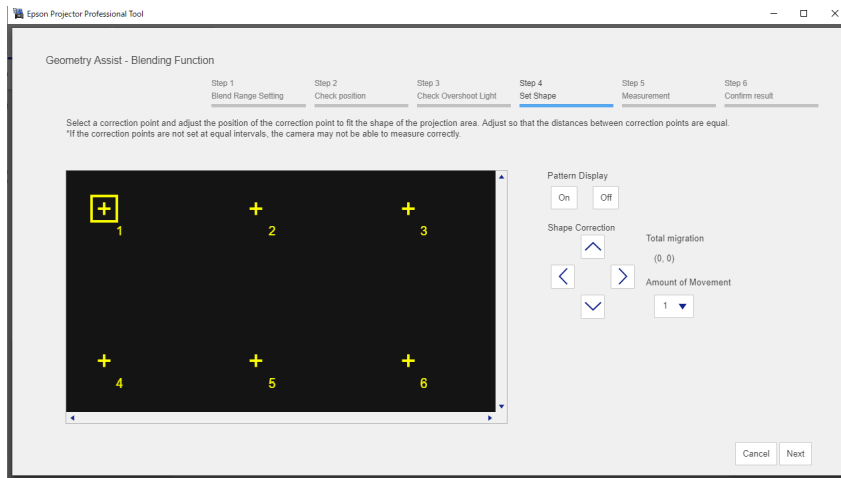 Epson Projector Professional Tool
Geometry Assist - Blending Function
Step 1
Blend Range Setting
Step 2
Check position
Step 3
Check Overshoot Light
Step 4
Set Shape
Step 5
Measurement
Step 6
Confirm result
Select a correction point and adjust the position of the correction point to fit the shape of the projection area. Adjust so that the distances between correction points are equal.
*If the correction points are not set at equal intervals, the camera may not be able to measure correctly.
1
2
3
4
5
6
Pattern Display
On
Off
Shape Correction
Total migration
(0, 0)
Amount of Movement
1
Cancel
Next